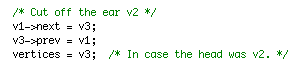 /* Cut off the ear v2 */
v1->next = v3;
v3->prev = v1;
vertices = v3;  /* In case the head was v2. */